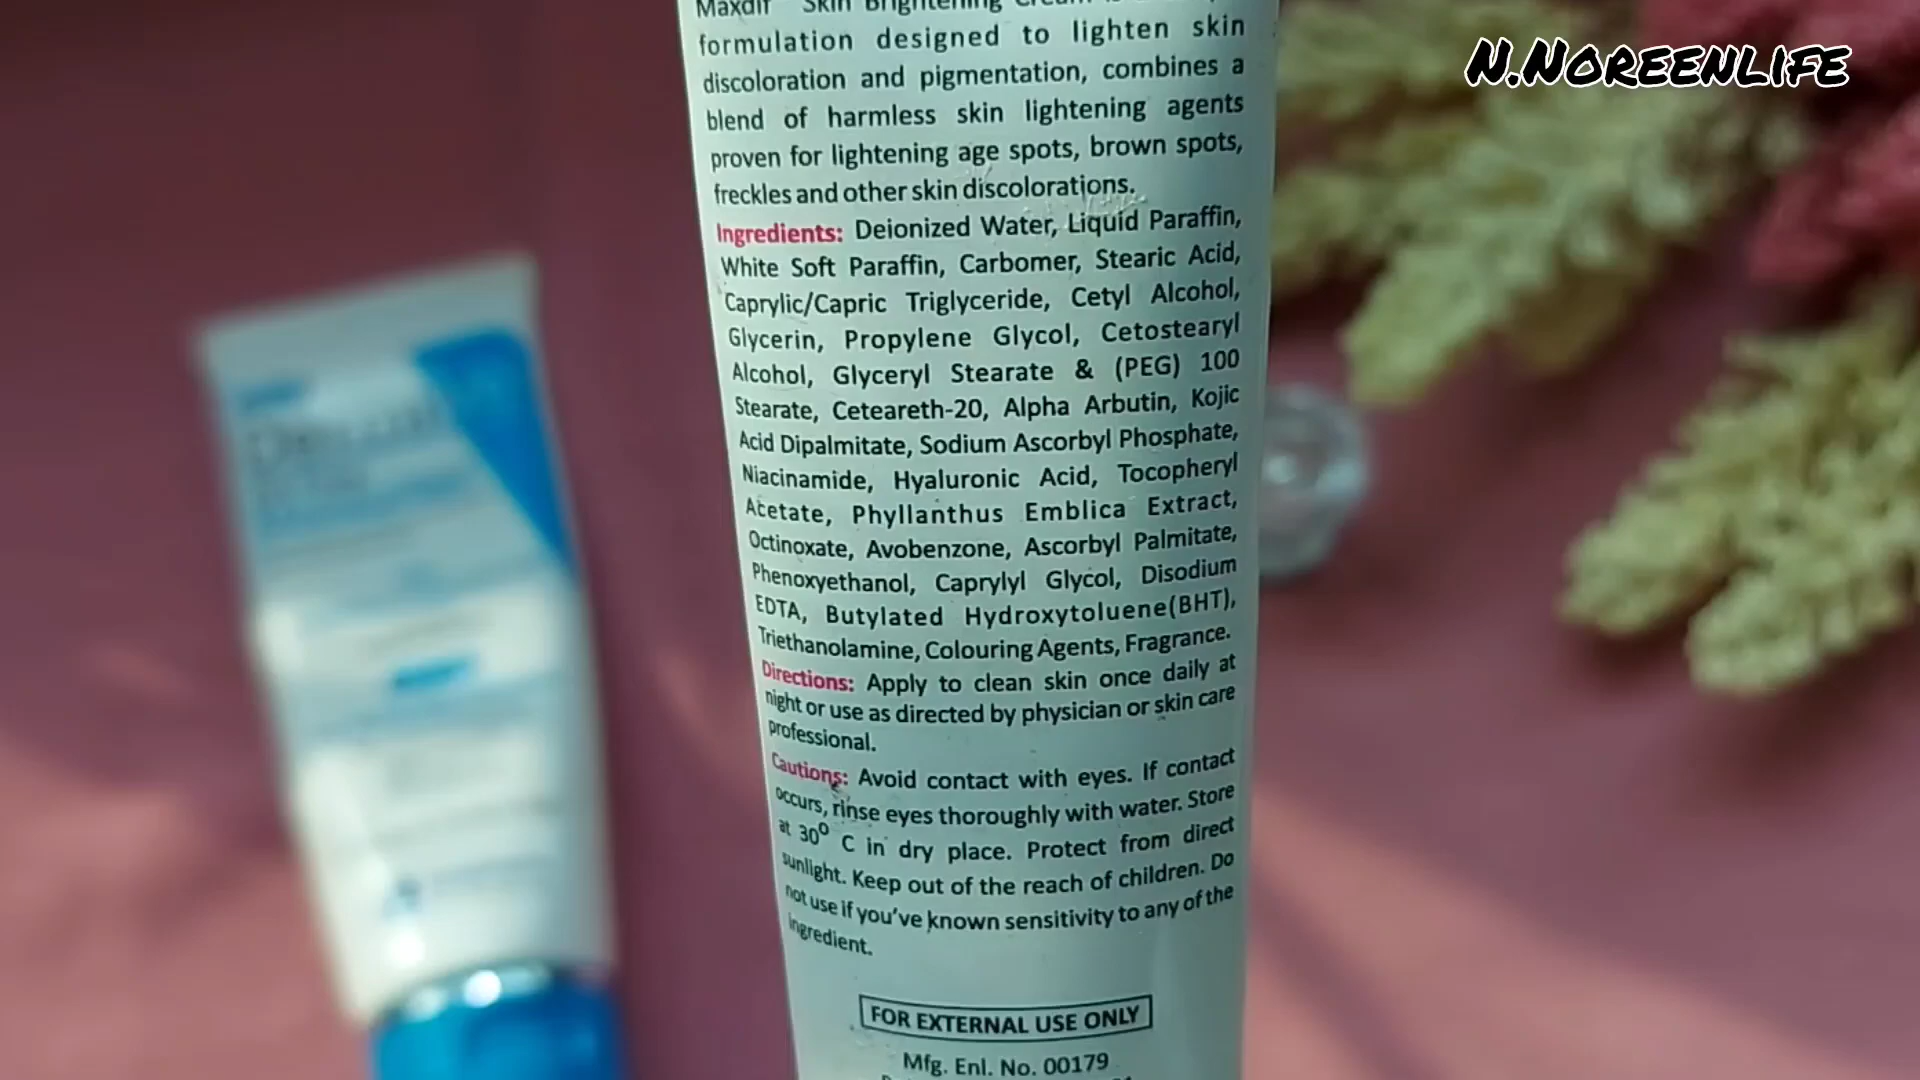 N.Noreenlife
Maxdif Skin Brightening Cream is a
formulation designed to lighten skin
discoloration and pigmentation, combines a
blend of harmless skin lightening agents
proven for lightening age spots, brown spots,
freckles and other skin discolorations.
Ingredients: Deionized Water, Liquid Paraffin,
White Soft Paraffin, Carbomer, Stearic Acid,
Caprylic/Capric Triglyceride, Cetyl Alcohol,
Glycerin, Propylene Glycol, Cetostearyl
Alcohol, Glyceryl Stearate & (PEG) 100
Stearate, Ceteareth-20, Alpha Arbutin, Kojic
Acid Dipalmitate, Sodium Ascorbyl Phosphate,
Niacinamide, Hyaluronic Acid, Tocopheryl
Acetate, Phyllanthus Emblica Extract,
Octinoxate, Avobenzone, Ascorbyl Palmitate,
Phenoxyethanol, Caprylyl Glycol, Disodium
EDTA, Butylated Hydroxytoluene(BHT),
Triethanolamine, Colouring Agents, Fragrance.
Directions: Apply to clean skin once daily at
night or use as directed by physician or skin care
professional.
Cautions: Avoid contact with eyes. If contact
occurs, rinse eyes thoroughly with water. Store
at 30⁰ C in dry place. Protect from direct
sunlight. Keep out of the reach of children. Do
not use if you've known sensitivity to any of the
ingredient.
FOR EXTERNAL USE ONLY
Mfg. Enl. No. 00179